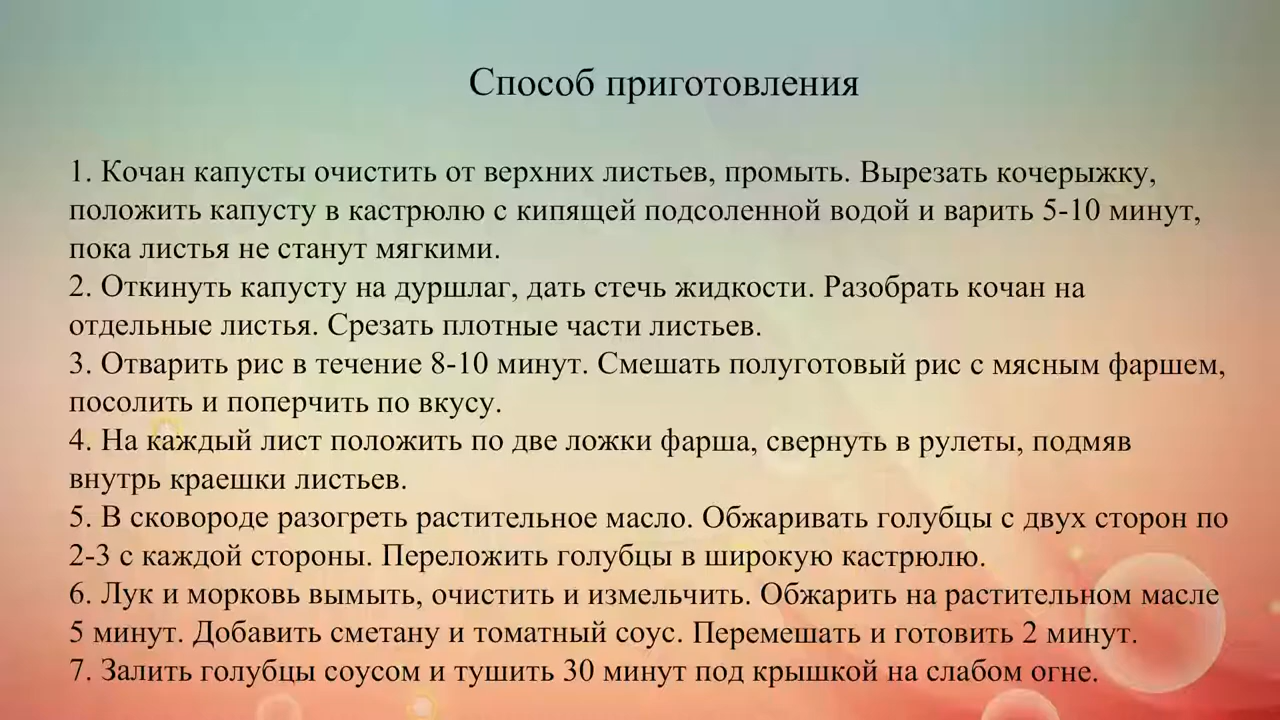 Способ приготовления
1. Кочан капусты очистить от верхних листьев, промыть. Вырезать кочерыжку,
положить капусту в кастрюлю с кипящей подсоленной водой и варить 5-10 минут,
пока листья не станут мягкими.
2. Откинуть капусту на дуршлаг, дать стечь жидкости. Разобрать кочан на
отдельные листья. Срезать плотные части листьев.
3. Отварить рис в течение 8-10 минут. Смешать полуготовый рис с мясным фаршем,
посолить и поперчить по вкусу.
4. На каждый лист положить по две ложки фарша, свернуть в рулеты, подмяв
внутрь краешки листьев.
5. В сковороде разогреть растительное масло. Обжаривать голубцы с двух сторон по
2-3 с каждой стороны. Переложить голубцы в широкую кастрюлю.
6. Лук и морковь вымыть, очистить и измельчить. Обжарить на растительном масле
5 минут. Добавить сметану и томатный соус. Перемешать и готовить 2 минут.
7. Залить голубцы соусом и тушить 30 минут под крышкой на слабом огне.